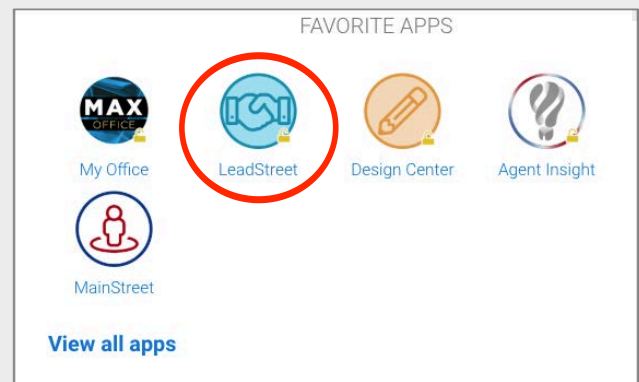 FAVORITE APPS
MAX
OFFICE
My Office
LeadStreet
Design Center
Agent Insight
MainStreet
View all apps